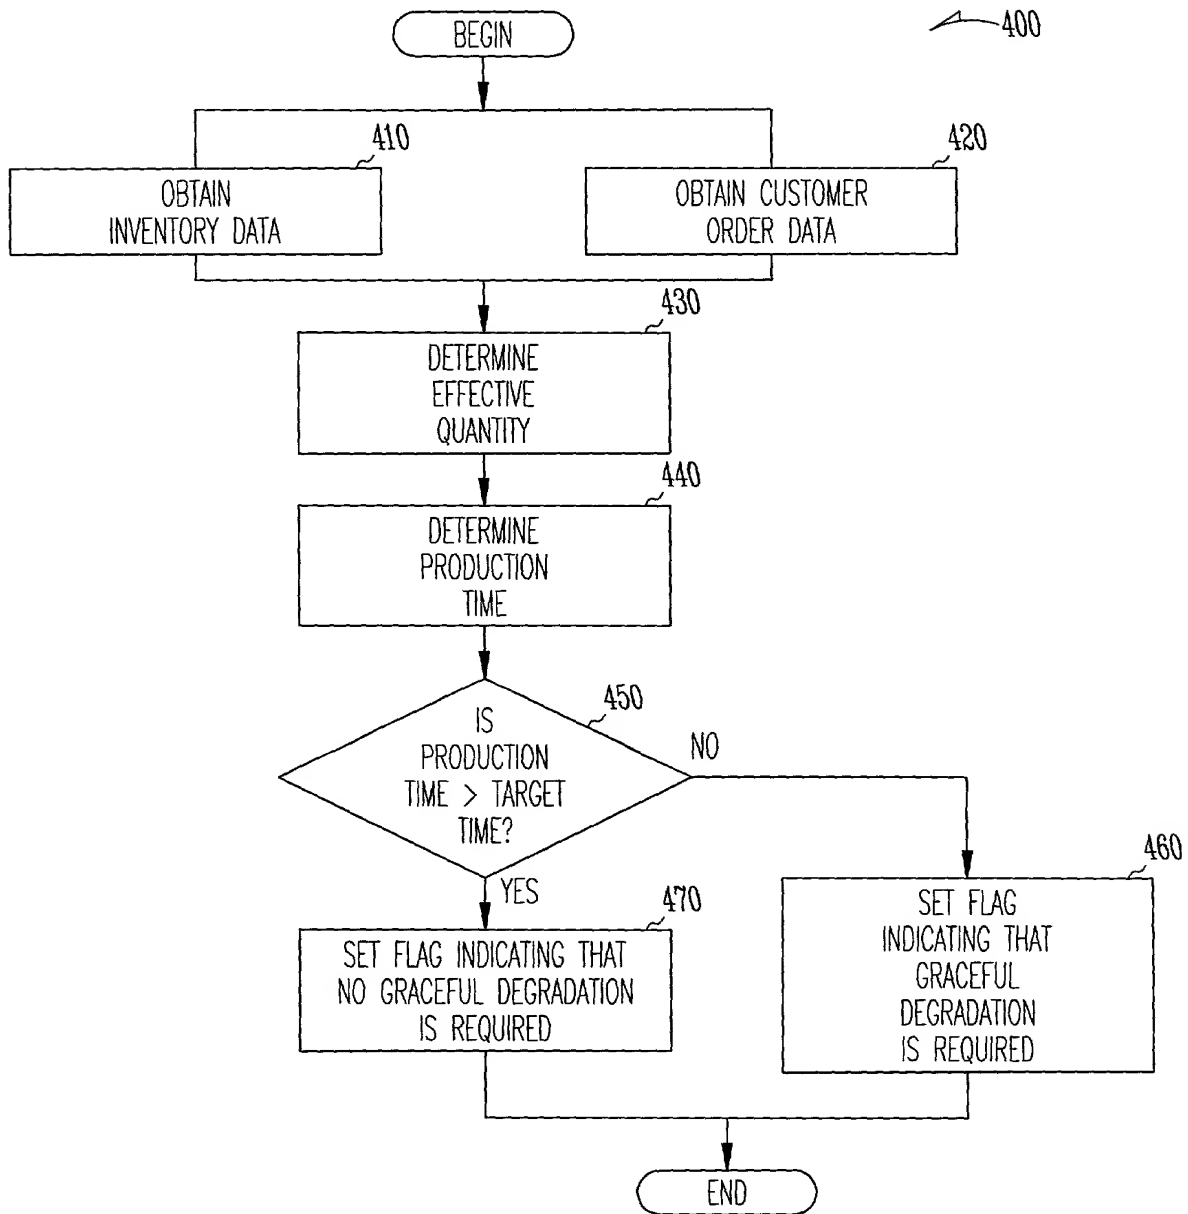 BEGIN
400
410
OBTAIN
INVENTORY DATA
420
OBTAIN CUSTOMER
ORDER DATA
430
DETERMINE
EFFECTIVE
QUANTITY
440
DETERMINE
PRODUCTION
TIME
450
IS
PRODUCTION
TIME > TARGET
TIME?
NO
YES
460
SET FLAG
INDICATING THAT
GRACEFUL
DEGRADATION
IS REQUIRED
470
SET FLAG INDICATING THAT
NO GRACEFUL DEGRADATION
IS REQUIRED
END